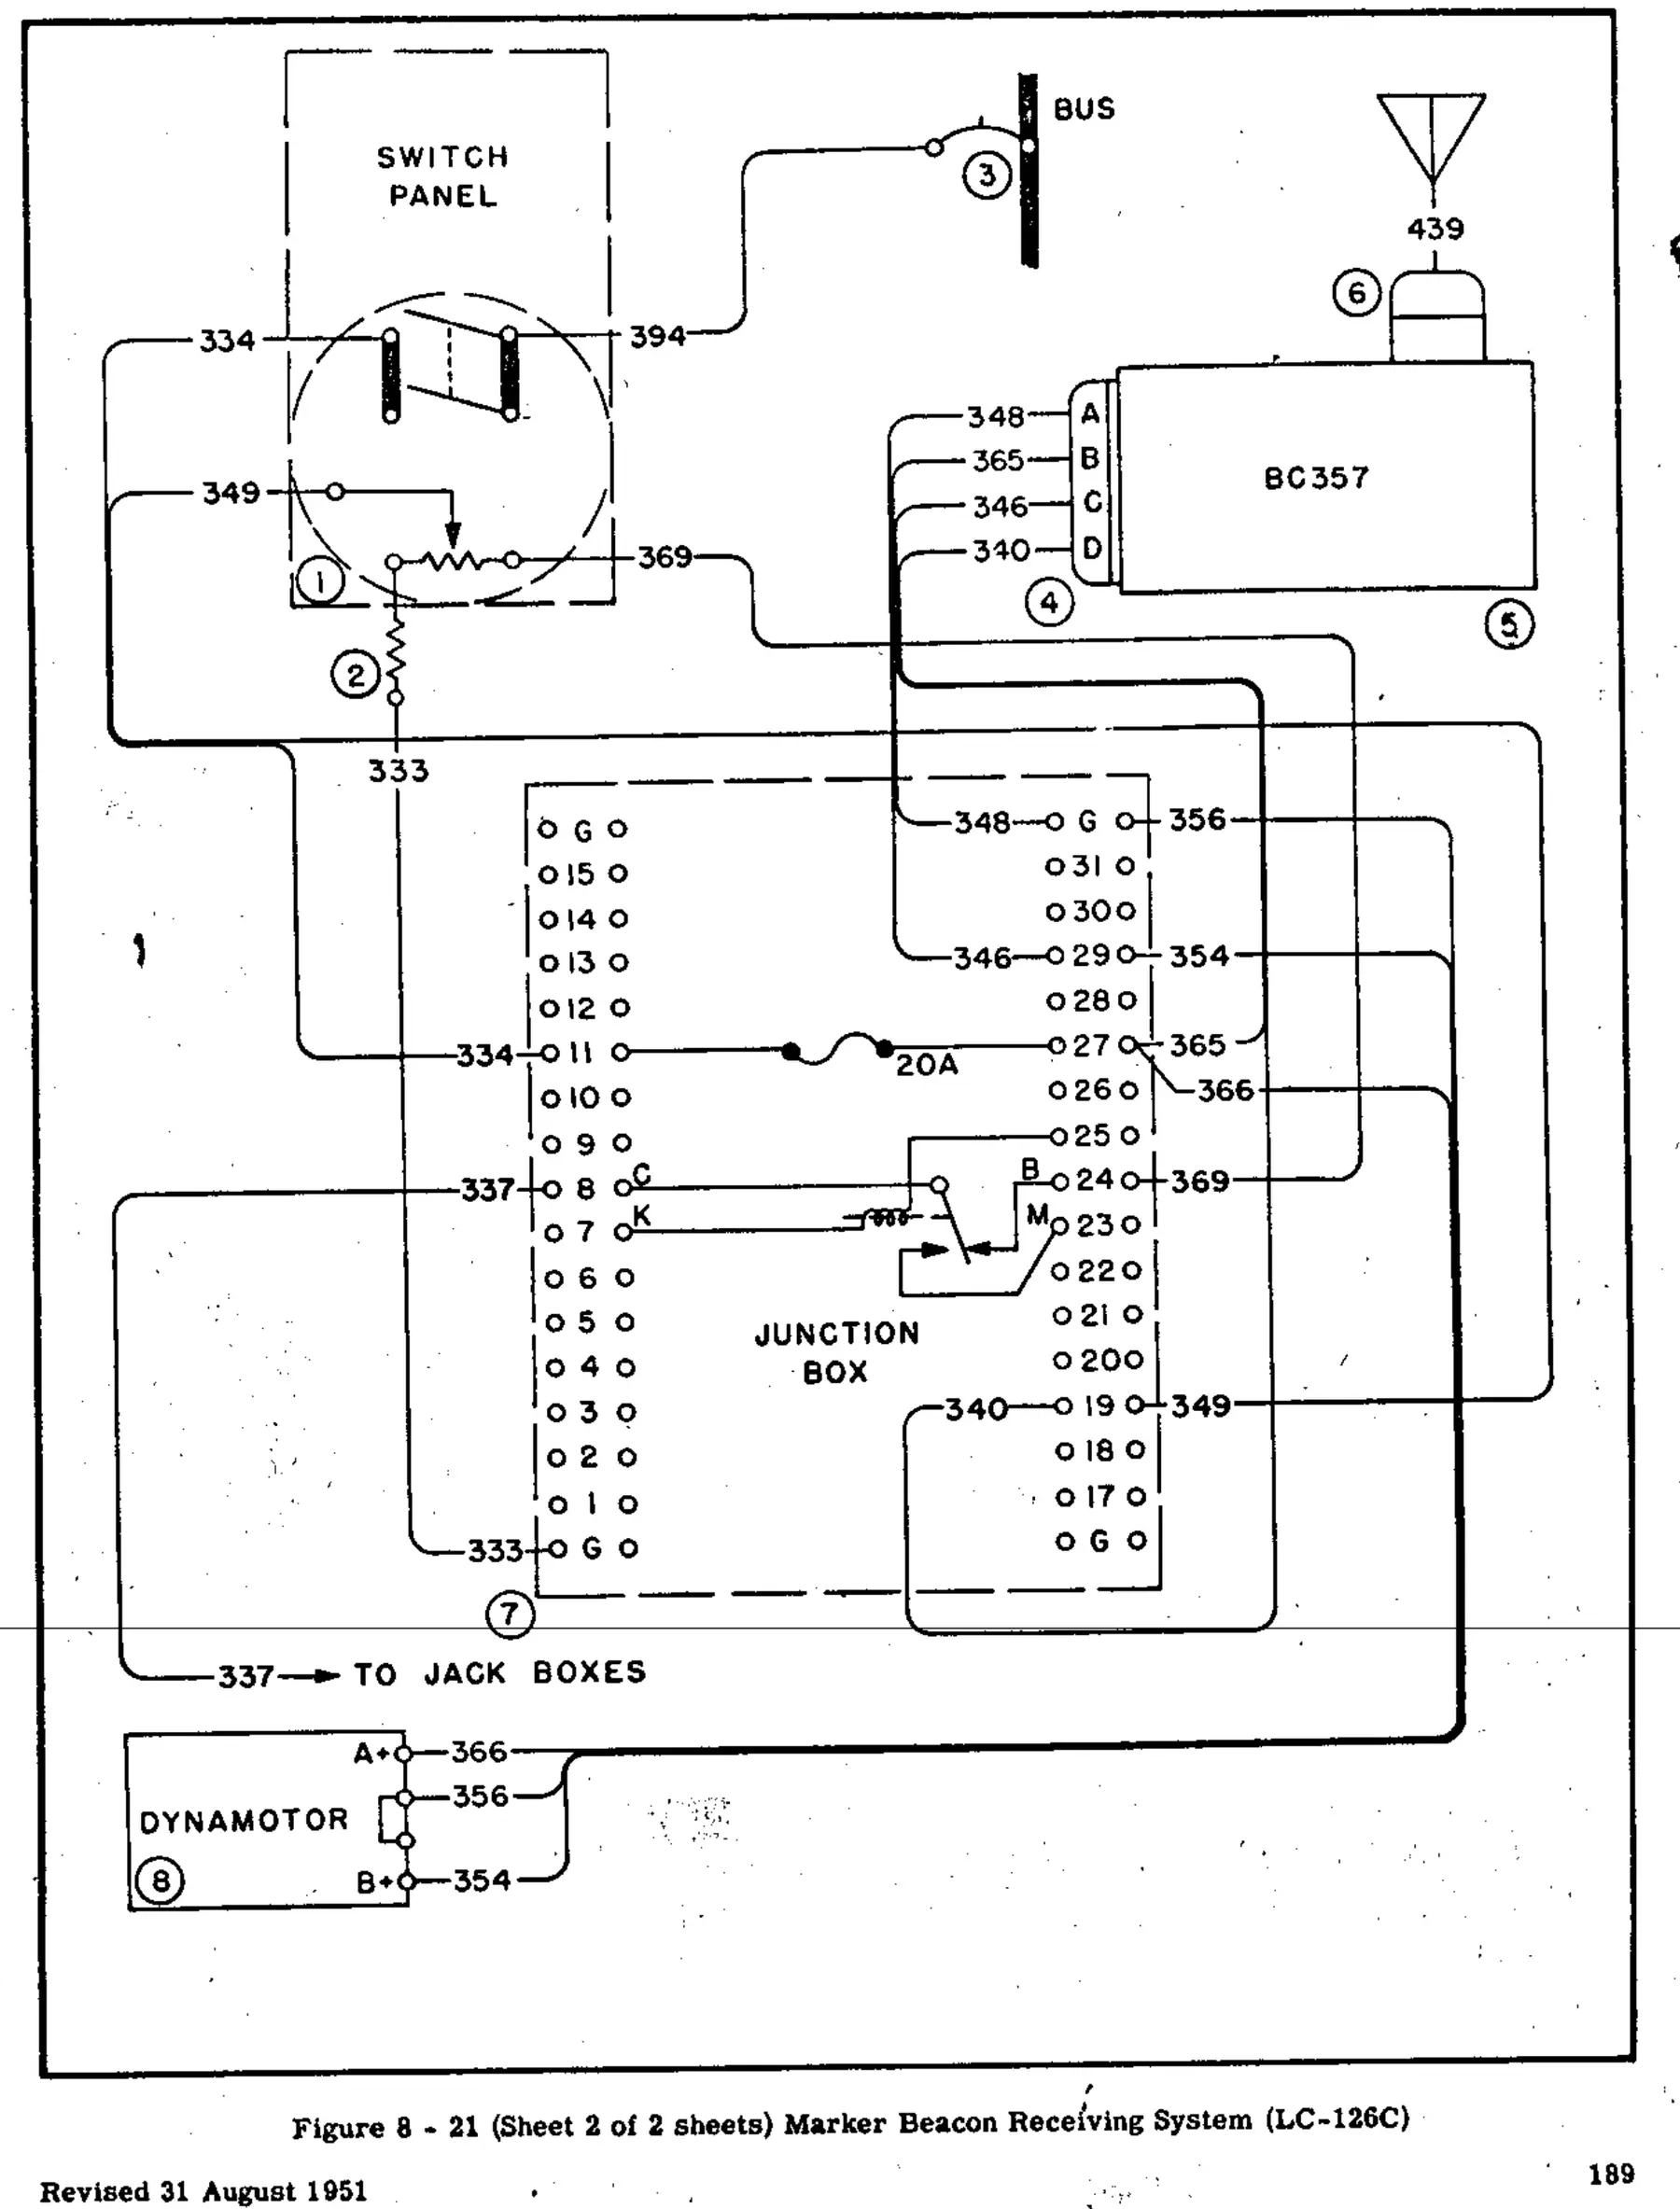 BUS
SWITCH
PANEL
3
439
6
334
394
348 A
365 B
346 C
340 D
BC357
349
369
1
4
5
2
333
G
15
14
13
12
334 11
10
9
337 8 C
7 K
6
5
4
3
2
1
333 G
20A
348 G 356
31
30
346 29 354
28
27 365
26 366
25
B 24 369
M 23
22
21
20
340 19 349
18
17
G
JUNCTION
BOX
7
337 TO JACK BOXES
A+ 366
356
DYNAMOTOR
8
B+ 354
Figure 8 - 21 (Sheet 2 of 2 sheets) Marker Beacon Receiving System (LC-126C)
Revised 31 August 1951
189